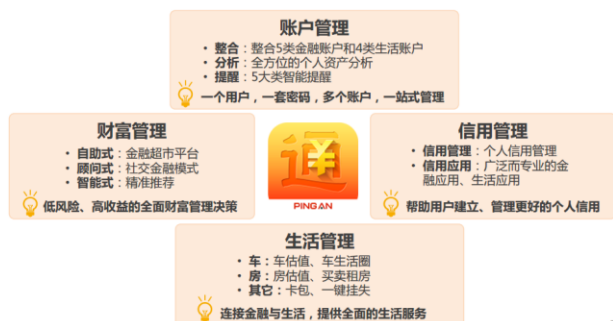 账户管理
• 整合：整合5类金融账户和4类生活账户
• 分析：全方位的个人资产分析
• 提醒：5大类智能提醒
一个用户，一套密码，多个账户，一站式管理
财富管理
• 自助式：金融超市平台
• 顾问式：社交金融模式
• 智能式：精准推荐
低风险、高收益的全面财富管理决策
通
¥
PINGAN
信用管理
• 信用管理：个人信用管理
• 信用应用：广泛而专业的金
融应用、生活应用
帮助用户建立、管理更好的个人信用
生活管理
• 车：车估值、车生活圈
• 房：房估值、买卖租房
• 其它：卡包、一键挂失
连接金融与生活，提供全面的生活服务